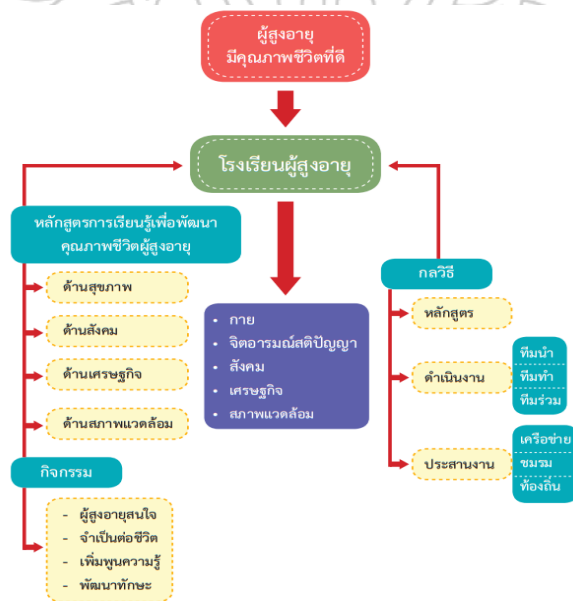 ผู้สูงอายุ
มีคุณภาพชีวิตที่ดี
โรงเรียนผู้สูงอายุ
หลักสูตรการเรียนรู้เพื่อพัฒนา
คุณภาพชีวิตผู้สูงอายุ
ด้านสุขภาพ
ด้านสังคม
ด้านเศรษฐกิจ
ด้านสภาพแวดล้อม
กิจกรรม
- ผู้สูงอายุสนใจ
- จำเป็นต่อชีวิต
- เพิ่มพูนความรู้
- พัฒนาทักษะ
• กาย
• จิตอารมณ์สติปัญญา
• สังคม
• เศรษฐกิจ
• สภาพแวดล้อม
กลวิธี
หลักสูตร
ดำเนินงาน
ทีมนำ
ทีมทำ
ทีมร่วม
ประสานงาน
เครือข่าย
ชมรม
ท้องถิ่น